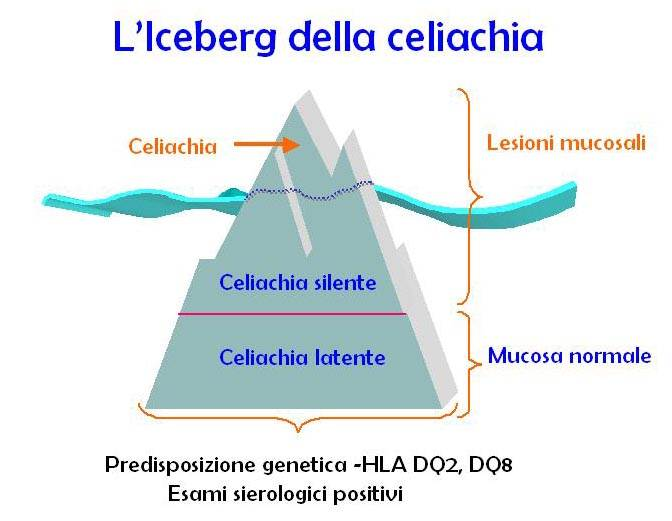 L'Iceberg della celiachia
Celiachia
Lesioni mucosali
Celiachia silente
Celiachia latente
Mucosa normale
Predisposizione genetica -HLA DQ2, DQ8
Esami sierologici positivi